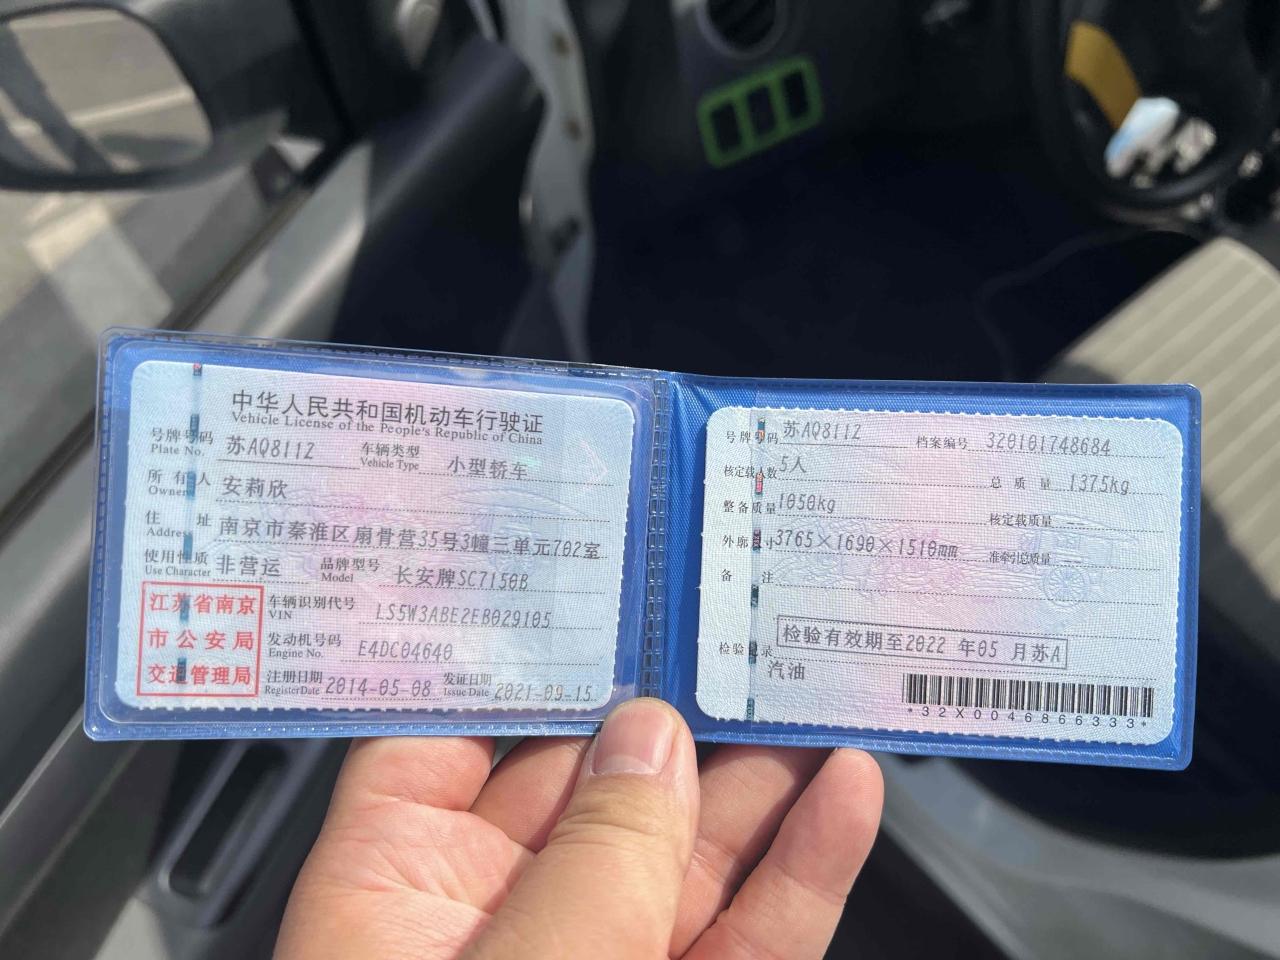 中华人民共和国机动车行驶证
Vehicle License of the People's Republic of China
号牌号码 苏AQ811Z 车辆类型 小型轿车
Plate No. Vehicle Type
所有人 安莉欣
Owner
住址 南京市秦淮区扇骨营35号3幢三单元702室
Address
使用性质 非营运 品牌型号 长安牌SC7150B
Use Character Model
江苏省南京
市公安局
交通管理局
车辆识别代号 LS5W3ABE2EB029105
VIN
发动机号码 E4DC04640
Engine No.
注册日期 2014-05-08 发证日期 2021-09-15
Register Date Issue Date
号牌号码 苏AQ811Z 档案编号 320101748684
核定载人数 5人 总质量 1375kg
整备质量 1050kg 核定载质量 --
外廓尺寸 3765×1690×1510mm 准牵引总质量
备注
检验记录 检验有效期至2022年05月苏A
汽油
*32X0046866333*